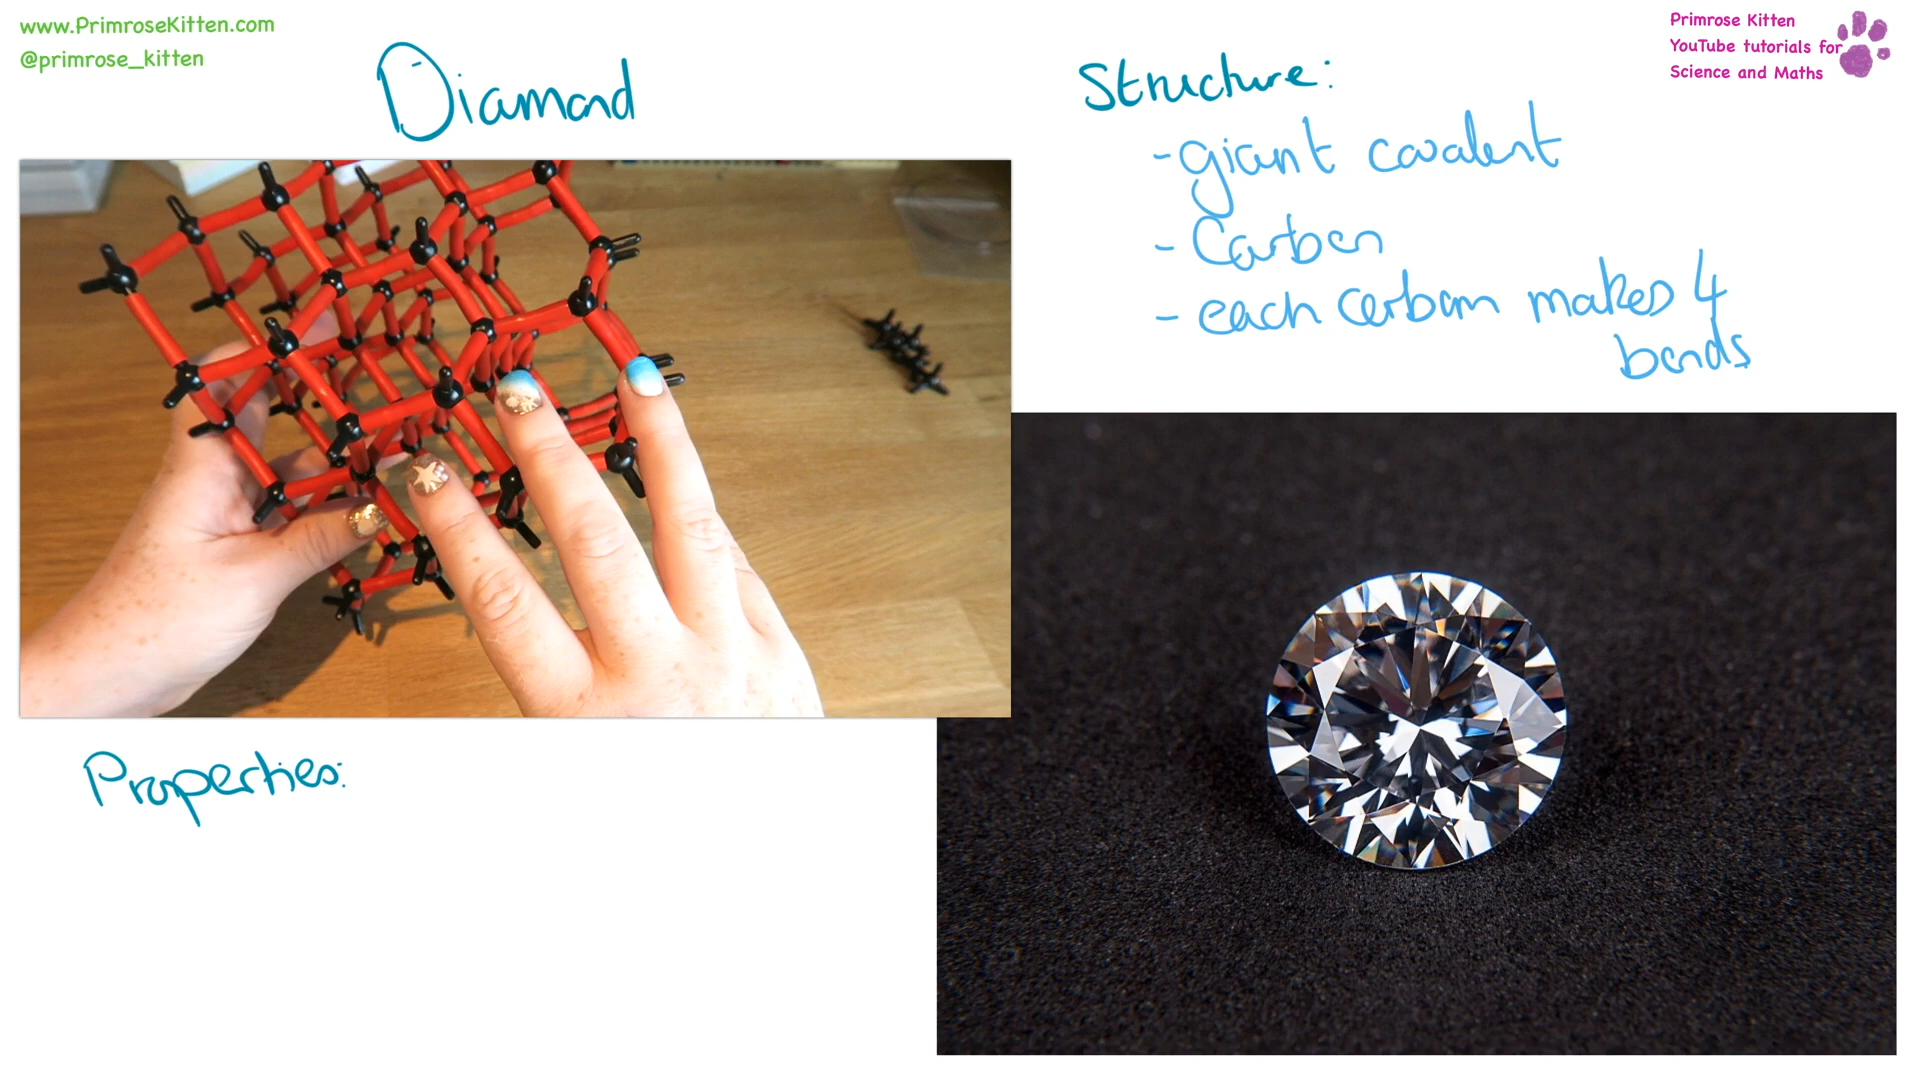 www.PrimroseKitten.com
@primrose_kitten
Primrose Kitten
YouTube tutorials for
Science and Maths
Diamond
Structure:
- giant covalent
- Carbon
- each carbon makes 4
bonds
Properties: